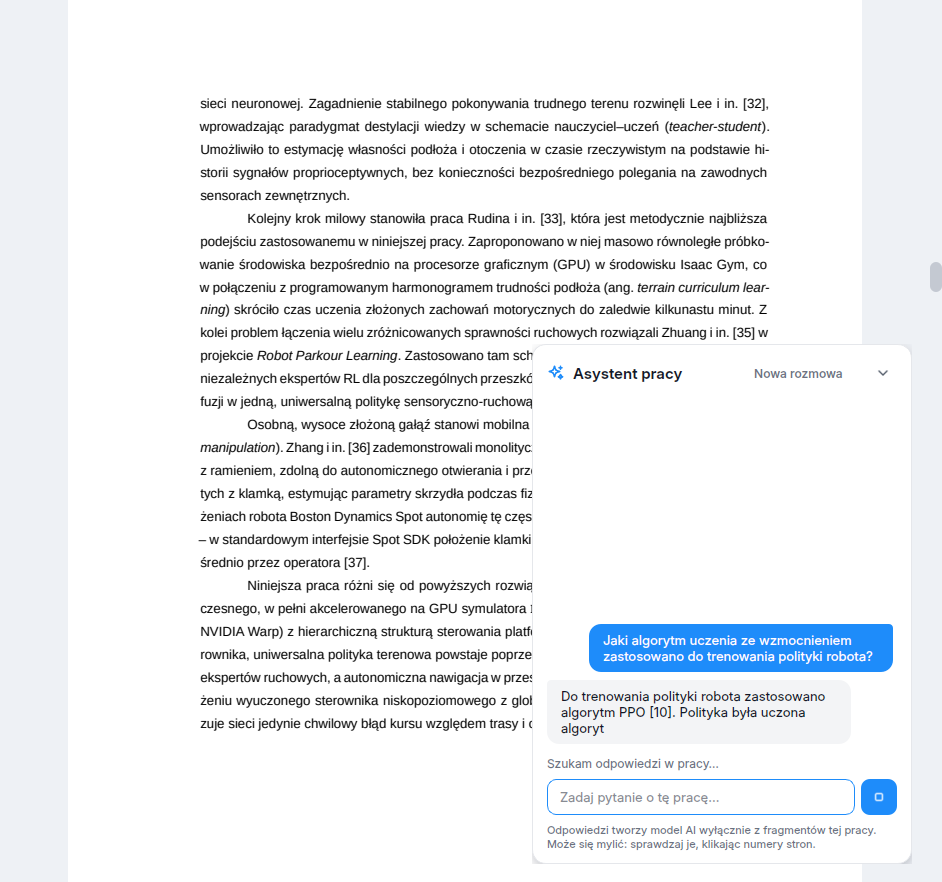 sieci neuronowej. Zagadnienie stabilnego pokonywania trudnego terenu rozwinęli Lee i in. [32],
wprowadzając paradygmat destylacji wiedzy w schemacie nauczyciel–uczeń (teacher-student).
Umożliwiło to estymację własności podłoża i otoczenia w czasie rzeczywistym na podstawie hi-
storii sygnałów proprioceptywnych, bez konieczności bezpośredniego polegania na zawodnych
sensorach zewnętrznych.
Kolejny krok milowy stanowiła praca Rudina i in. [33], która jest metodycznie najbliższa
podejściu zastosowanemu w niniejszej pracy. Zaproponowano w niej masowo równoległe próbko-
wanie środowiska bezpośrednio na procesorze graficznym (GPU) w środowisku Isaac Gym, co
w połączeniu z programowanym harmonogramem trudności podłoża (ang. terrain curriculum lear-
ning) skróciło czas uczenia złożonych zachowań motorycznych do zaledwie kilkunastu minut. Z
kolei problem łączenia wielu zróżnicowanych sprawności ruchowych rozwiązali Zhuang i in. [35] w
projekcie Robot Parkour Learning. Zastosowano tam sch
niezależnych ekspertów RL dla poszczególnych przeszkó
fuzji w jedną, uniwersalną politykę sensoryczno-ruchową
Osobną, wysoce złożoną gałąź stanowi mobilna
manipulation). Zhang i in. [36] zademonstrowali monolitycz
z ramieniem, zdolną do autonomicznego otwierania i prze
tych z klamką, estymując parametry skrzydła podczas fiz
żeniach robota Boston Dynamics Spot autonomię tę częs
– w standardowym interfejsie Spot SDK położenie klamki
średnio przez operatora [37].
Niniejsza praca różni się od powyższych rozwią
czesnego, w pełni akcelerowanego na GPU symulatora
NVIDIA Warp) z hierarchiczną strukturą sterowania platfo
rownika, uniwersalna polityka terenowa powstaje poprze
ekspertów ruchowych, a autonomiczna nawigacja w przes
żeniu wyuczonego sterownika niskopoziomowego z glob
zuje sieci jedynie chwilowy błąd kursu względem trasy i
Asystent pracy
Nowa rozmowa
Jaki algorytm uczenia ze wzmocnieniem
zastosowano do trenowania polityki robota?
Do trenowania polityki robota zastosowano
algorytm PPO [10]. Polityka była uczona
algoryt
Szukam odpowiedzi w pracy...
Zadaj pytanie o tę pracę...
Odpowiedzi tworzy model AI wyłącznie z fragmentów tej pracy.
Może się mylić: sprawdzaj je, klikając numery stron.